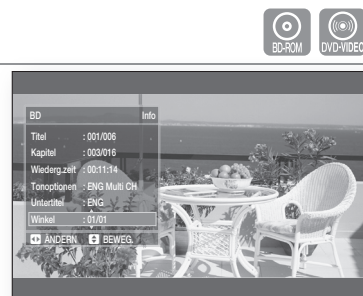 BD-ROM DVD-VIDEO
BD Info
Titel : 001/006
Kapitel : 003/016
Wiederg.zeit : 00:11:14
Tonoptionen : ENG Multi CH
Untertitel : ENG
Winkel : 01/01
ÄNDERN BEWEG.